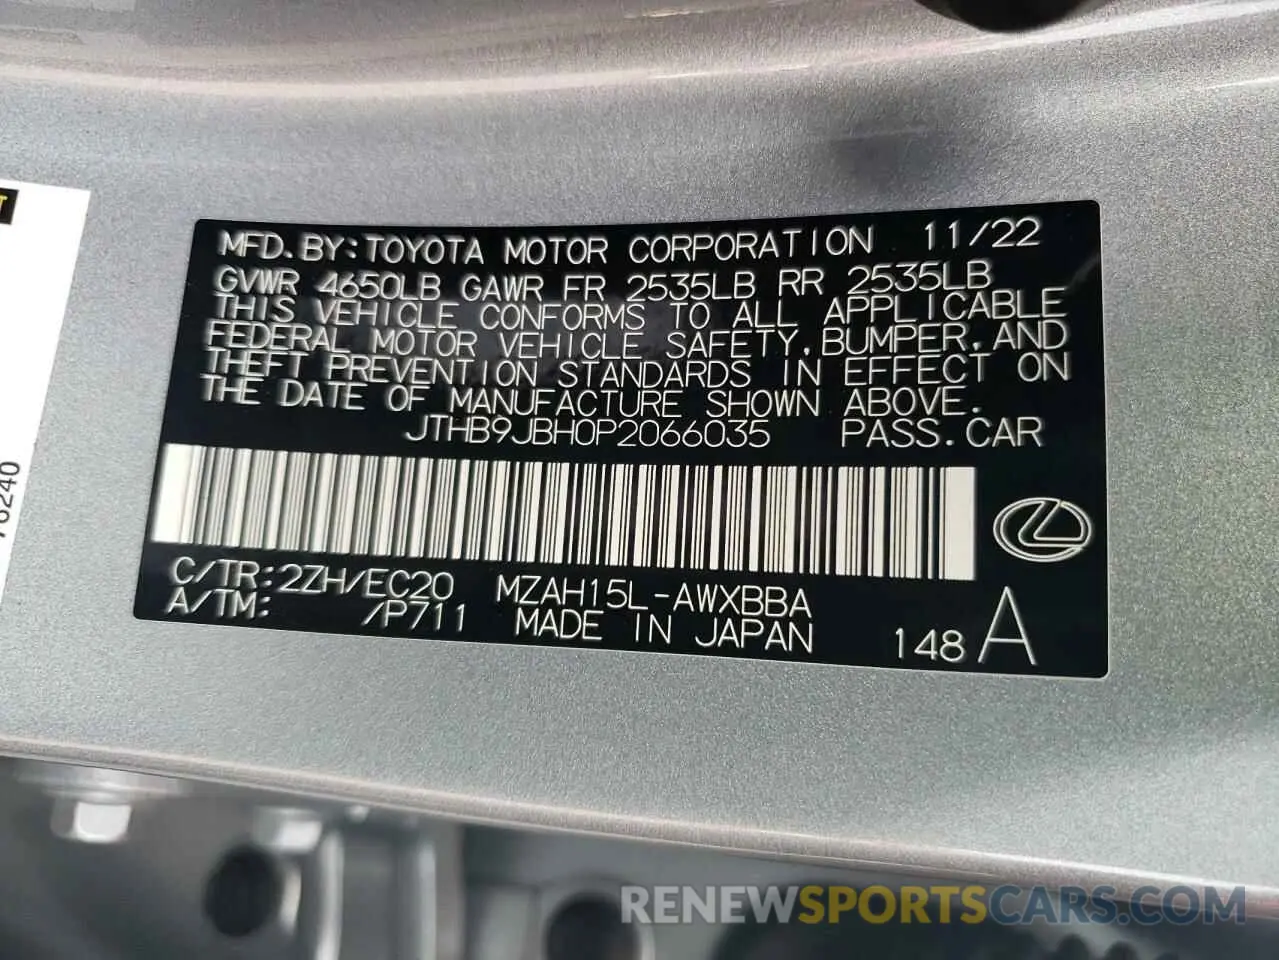 MFD.BY:TOYOTA MOTOR CORPORATION 11/22
GVWR 4650LB GAWR FR 2535LB RR 2535LB
THIS VEHICLE CONFORMS TO ALL APPLICABLE
FEDERAL MOTOR VEHICLE SAFETY,BUMPER,AND
THEFT PREVENTION STANDARDS IN EFFECT ON
THE DATE OF MANUFACTURE SHOWN ABOVE.
JTHB9JBH0P2066035 PASS.CAR
C/TR:2ZH/EC20 MZAH15L-AWXBBA
A/TM: /P711 MADE IN JAPAN 148 A
RENEWSPORTSCARS.COM